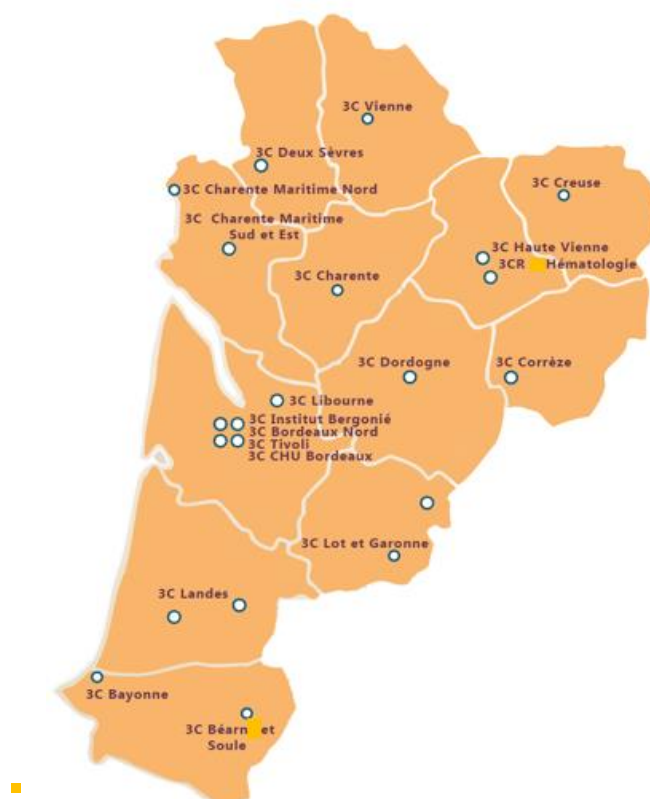 3C Vienne
3C Deux Sèvres
3C Charente Maritime Nord
3C Creuse
3C Charente Maritime
Sud et Est
3C Haute Vienne
3CR Hématologie
3C Charente
3C Dordogne
3C Corrèze
3C Libourne
3C Institut Bergonié
3C Bordeaux Nord
3C Tivoli
3C CHU Bordeaux
3C Lot et Garonne
3C Landes
3C Bayonne
3C Béarn et
Soule